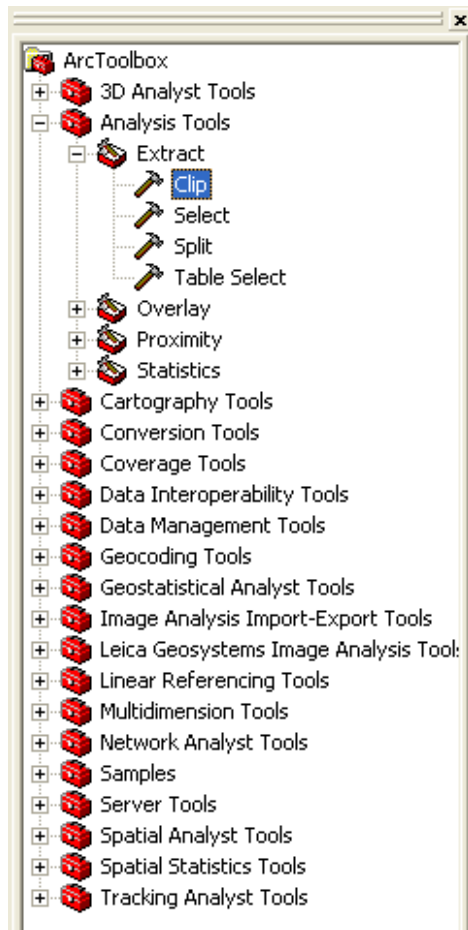 ArcToolbox
3D Analyst Tools
Analysis Tools
Extract
Clip
Select
Split
Table Select
Overlay
Proximity
Statistics
Cartography Tools
Conversion Tools
Coverage Tools
Data Interoperability Tools
Data Management Tools
Geocoding Tools
Geostatistical Analyst Tools
Image Analysis Import-Export Tools
Leica Geosystems Image Analysis Tool
Linear Referencing Tools
Multidimension Tools
Network Analyst Tools
Samples
Server Tools
Spatial Analyst Tools
Spatial Statistics Tools
Tracking Analyst Tools